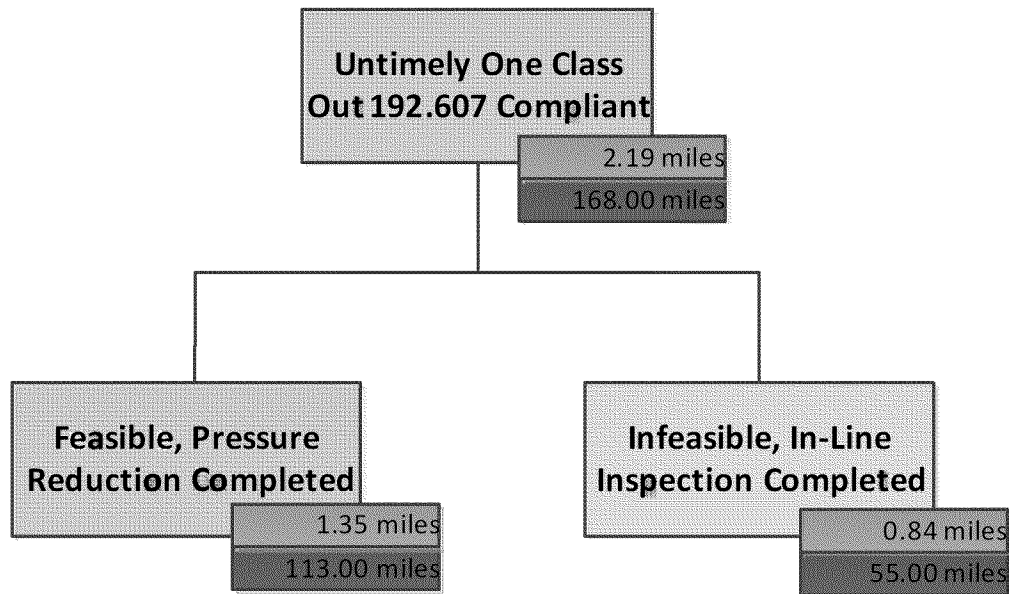 Untimely One Class
Out 192.607 Compliant
2.19 miles
168.00 miles
Feasible, Pressure
Reduction Completed
1.35 miles
113.00 miles
Infeasible, In-Line
Inspection Completed
0.84 miles
55.00 miles